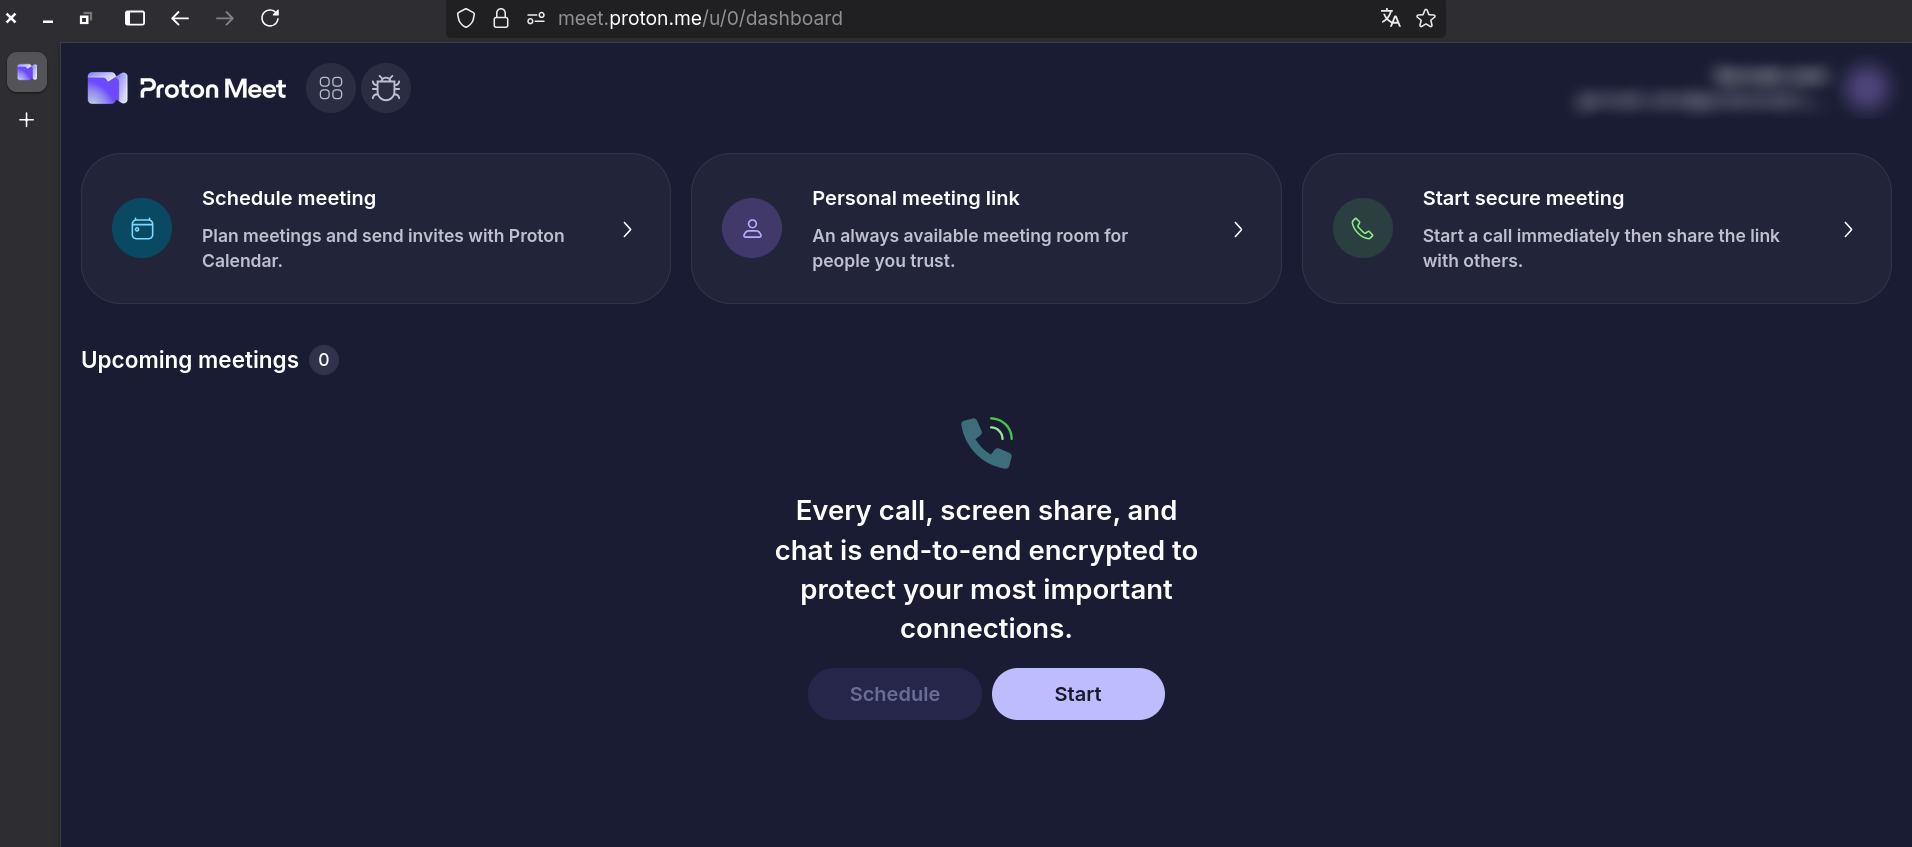 meet.proton.me/u/0/dashboard
Proton Meet
Schedule meeting
Plan meetings and send invites with Proton
Calendar.
Personal meeting link
An always available meeting room for
people you trust.
Start secure meeting
Start a call immediately then share the link
with others.
Upcoming meetings 0
Every call, screen share, and
chat is end-to-end encrypted to
protect your most important
connections.
Schedule Start